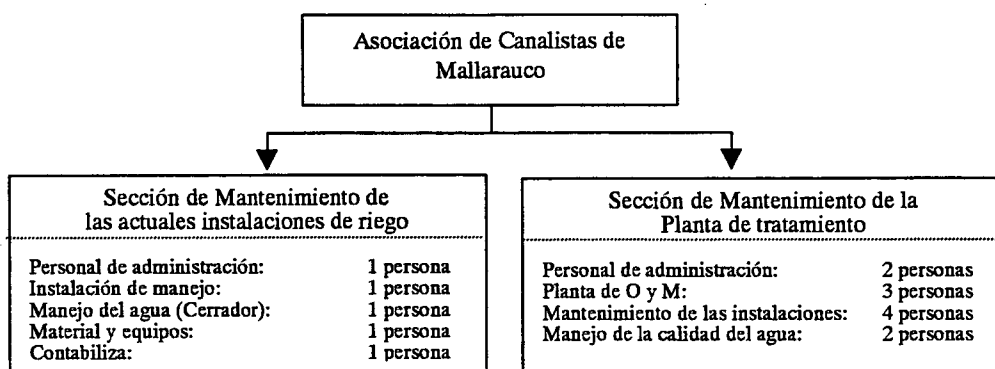 Asociación de Canalistas de
Mallarauco
Sección de Mantenimiento de
las actuales instalaciones de riego
Personal de administración: 1 persona
Instalación de manejo: 1 persona
Manejo del agua (Cerrador): 1 persona
Material y equipos: 1 persona
Contabiliza: 1 persona
Sección de Mantenimiento de la
Planta de tratamiento
Personal de administración: 2 personas
Planta de O y M: 3 personas
Mantenimiento de las instalaciones: 4 personas
Manejo de la calidad del agua: 2 personas